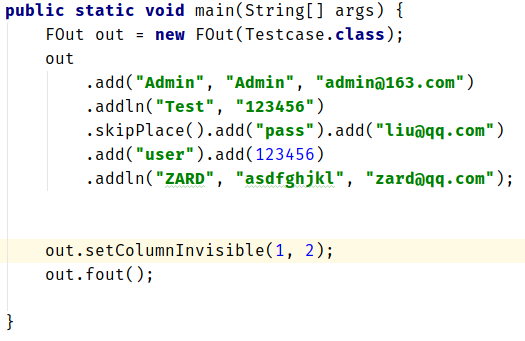 public static void main(String[] args) {
    FOut out = new FOut(Testcase.class);
    out
        .add("Admin", "Admin", "admin@163.com")
        .addln("Test", "123456")
        .skipPlace().add("pass").add("liu@qq.com")
        .add("user").add(123456)
        .addln("ZARD", "asdfghjkl", "zard@qq.com");
    out.setColumnInvisible(1, 2);
    out.fout();
}